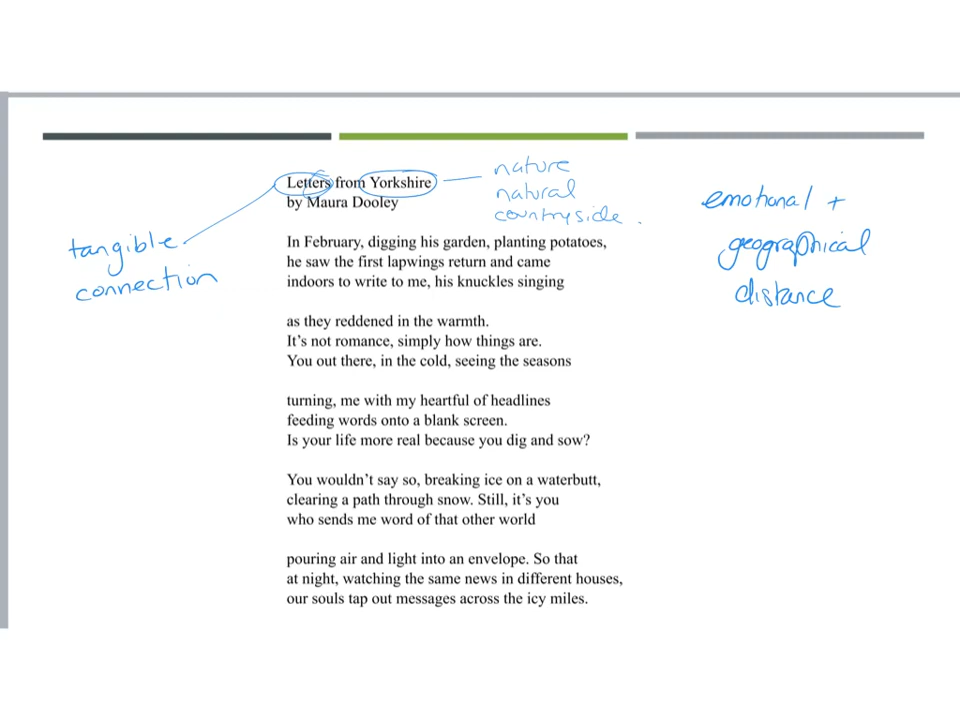 Letters from Yorkshire
by Maura Dooley
nature
natural
countryside.
tangible
connection
emotional +
geographical
distance
In February, digging his garden, planting potatoes,
he saw the first lapwings return and came
indoors to write to me, his knuckles singing
as they reddened in the warmth.
It’s not romance, simply how things are.
You out there, in the cold, seeing the seasons
turning, me with my heartful of headlines
feeding words onto a blank screen.
Is your life more real because you dig and sow?
You wouldn’t say so, breaking ice on a waterbutt,
clearing a path through snow. Still, it’s you
who sends me word of that other world
pouring air and light into an envelope. So that
at night, watching the same news in different houses,
our souls tap out messages across the icy miles.